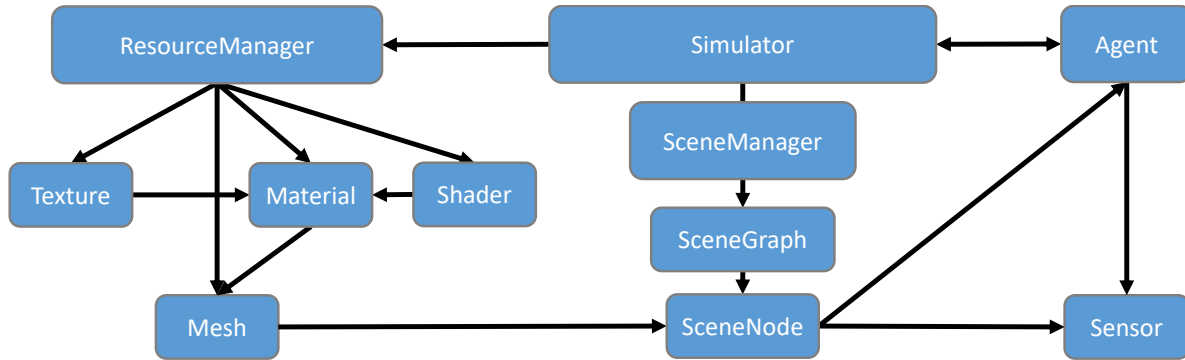 ResourceManager
Simulator
Agent
SceneManager
Texture
Material
Shader
SceneGraph
Mesh
SceneNode
Sensor